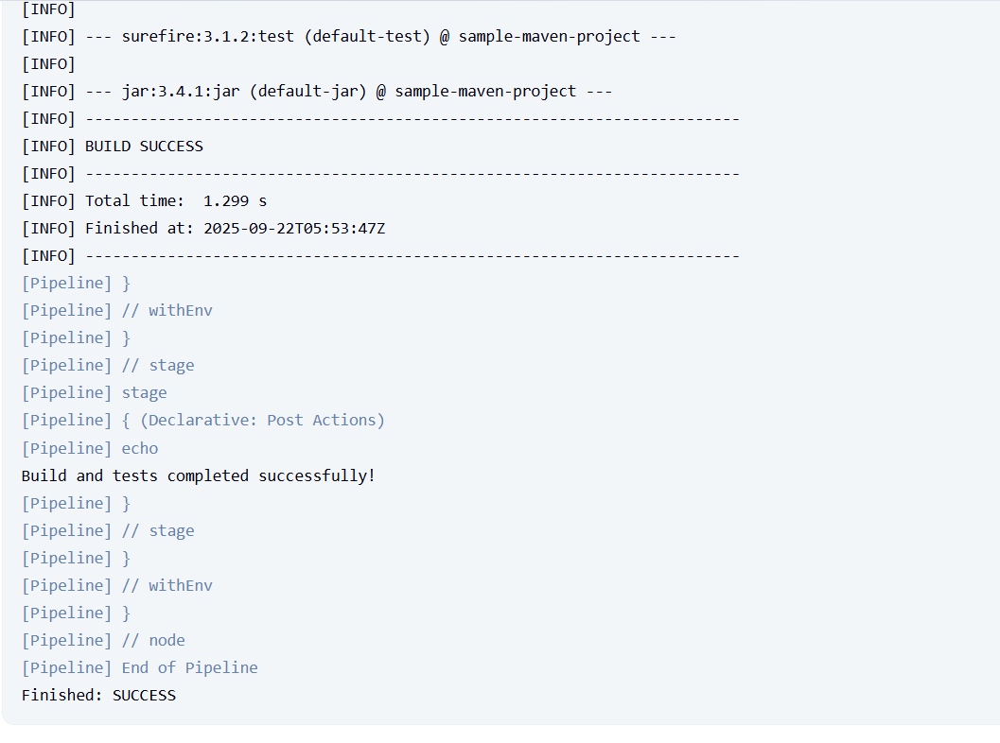 [INFO]
[INFO] --- surefire:3.1.2:test (default-test) @ sample-maven-project ---
[INFO]
[INFO] --- jar:3.4.1:jar (default-jar) @ sample-maven-project ---
[INFO] ------------------------------------------------------------------------
[INFO] BUILD SUCCESS
[INFO] ------------------------------------------------------------------------
[INFO] Total time:  1.299 s
[INFO] Finished at: 2025-09-22T05:53:47Z
[INFO] ------------------------------------------------------------------------
[Pipeline] }
[Pipeline] // withEnv
[Pipeline] }
[Pipeline] // stage
[Pipeline] stage
[Pipeline] { (Declarative: Post Actions)
[Pipeline] echo
Build and tests completed successfully!
[Pipeline] }
[Pipeline] // stage
[Pipeline] }
[Pipeline] // withEnv
[Pipeline] }
[Pipeline] // node
[Pipeline] End of Pipeline
Finished: SUCCESS